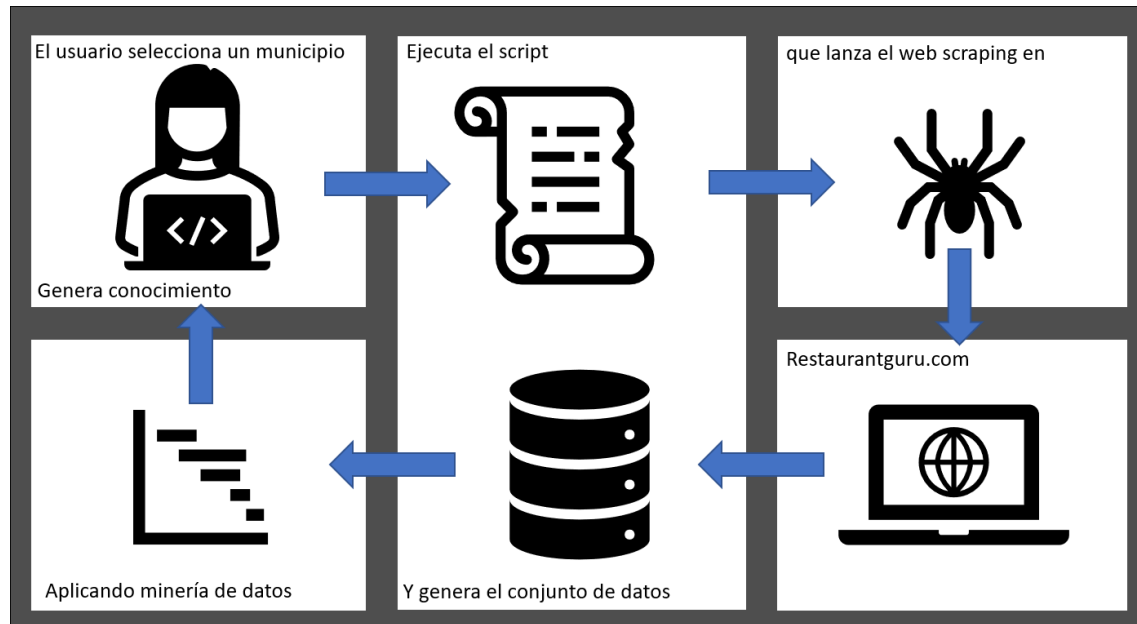 El usuario selecciona un municipio
Ejecuta el script
que lanza el web scraping en
</>
Genera conocimiento
Restaurantguru.com
Aplicando minería de datos
Y genera el conjunto de datos